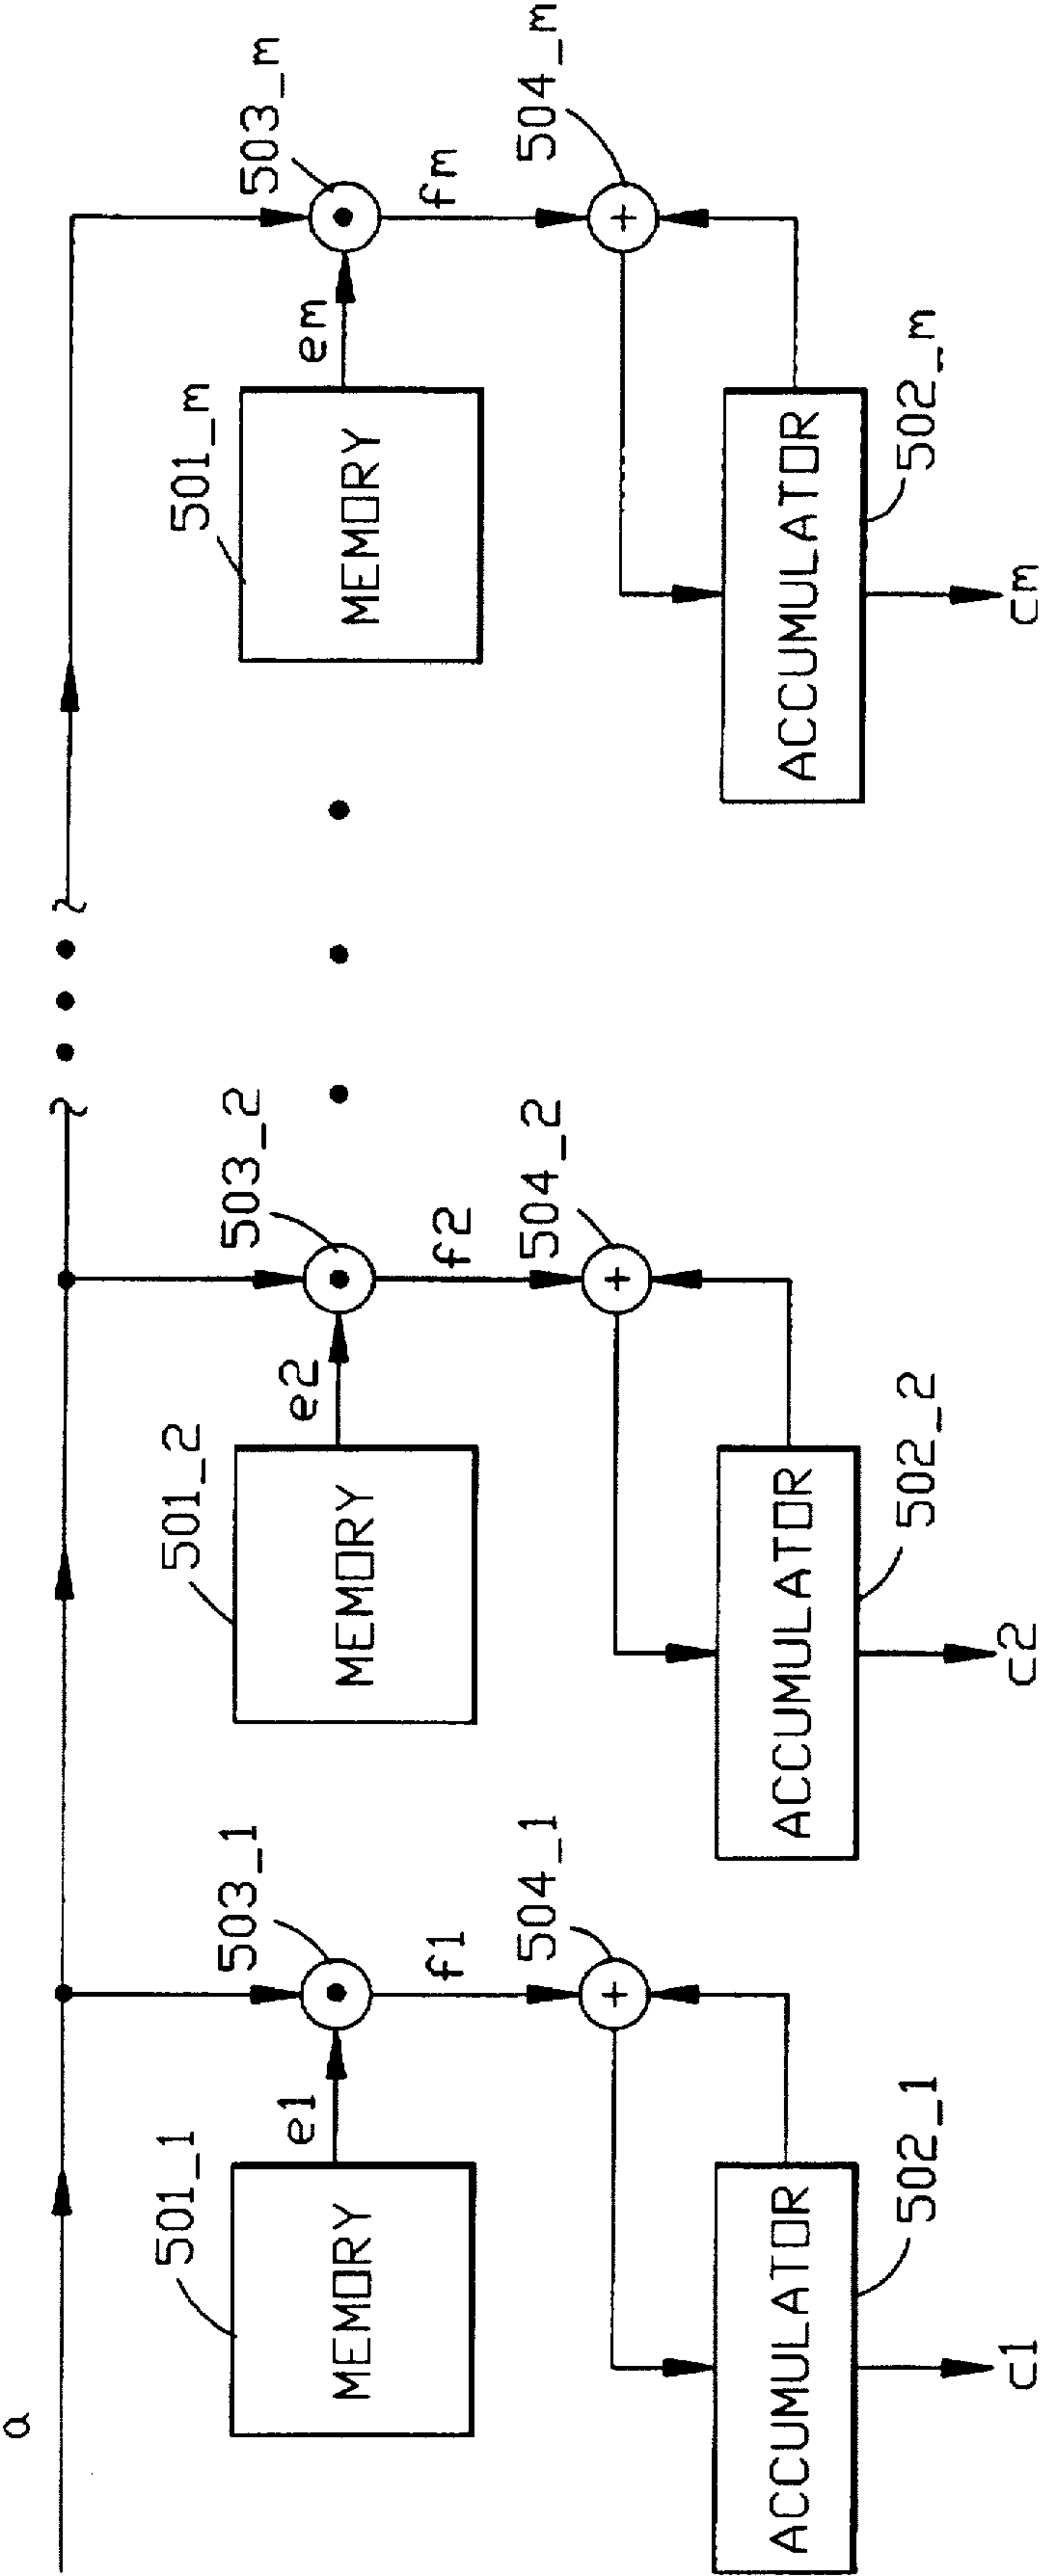 a
501_1
MEMORY
e1
503_1
f1
504_1
ACCUMULATOR
502_1
c1
501_2
MEMORY
e2
503_2
f2
504_2
ACCUMULATOR
502_2
c2
501_m
MEMORY
em
503_m
fm
504_m
ACCUMULATOR
502_m
cm